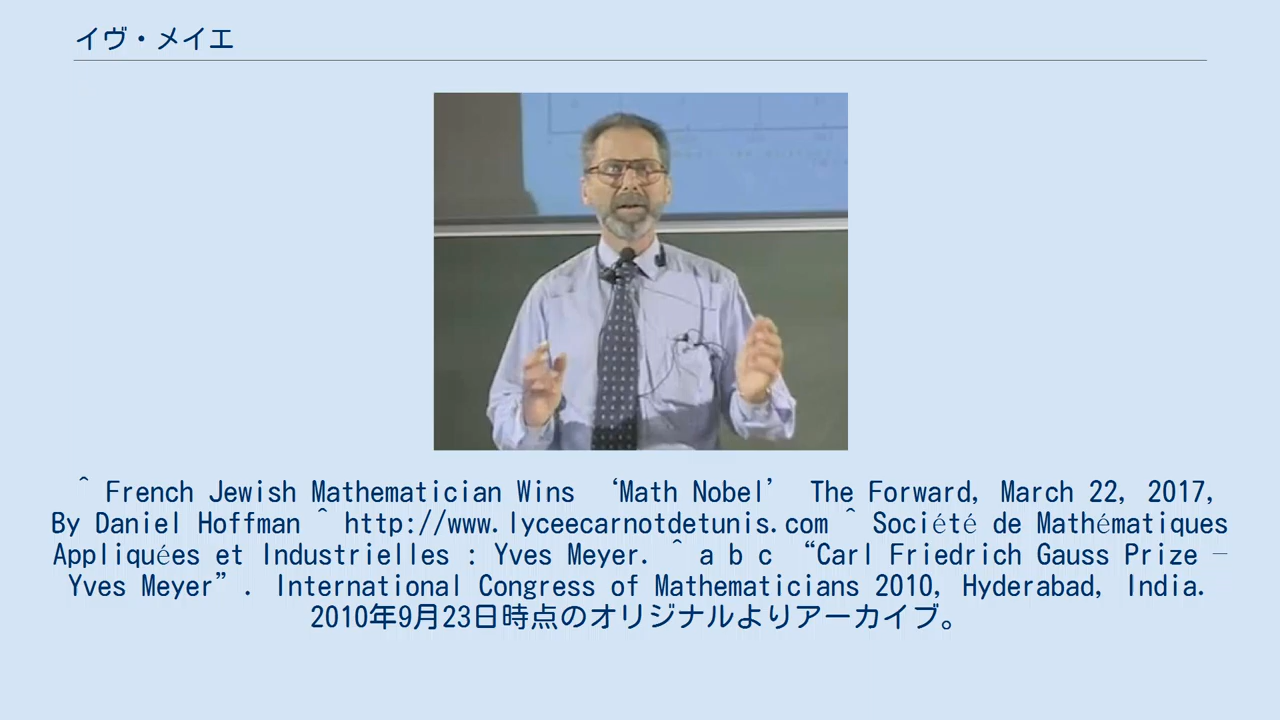 イヴ・メイエ
^ French Jewish Mathematician Wins ‘Math Nobel’ The Forward, March 22, 2017,
By Daniel Hoffman ^ http://www.lyceecarnotdetunis.com ^ Société de Mathématiques
Appliquées et Industrielles : Yves Meyer. ^ a b c “Carl Friedrich Gauss Prize –
Yves Meyer”. International Congress of Mathematicians 2010, Hyderabad, India.
2010年9月23日時点のオリジナルよりアーカイブ。